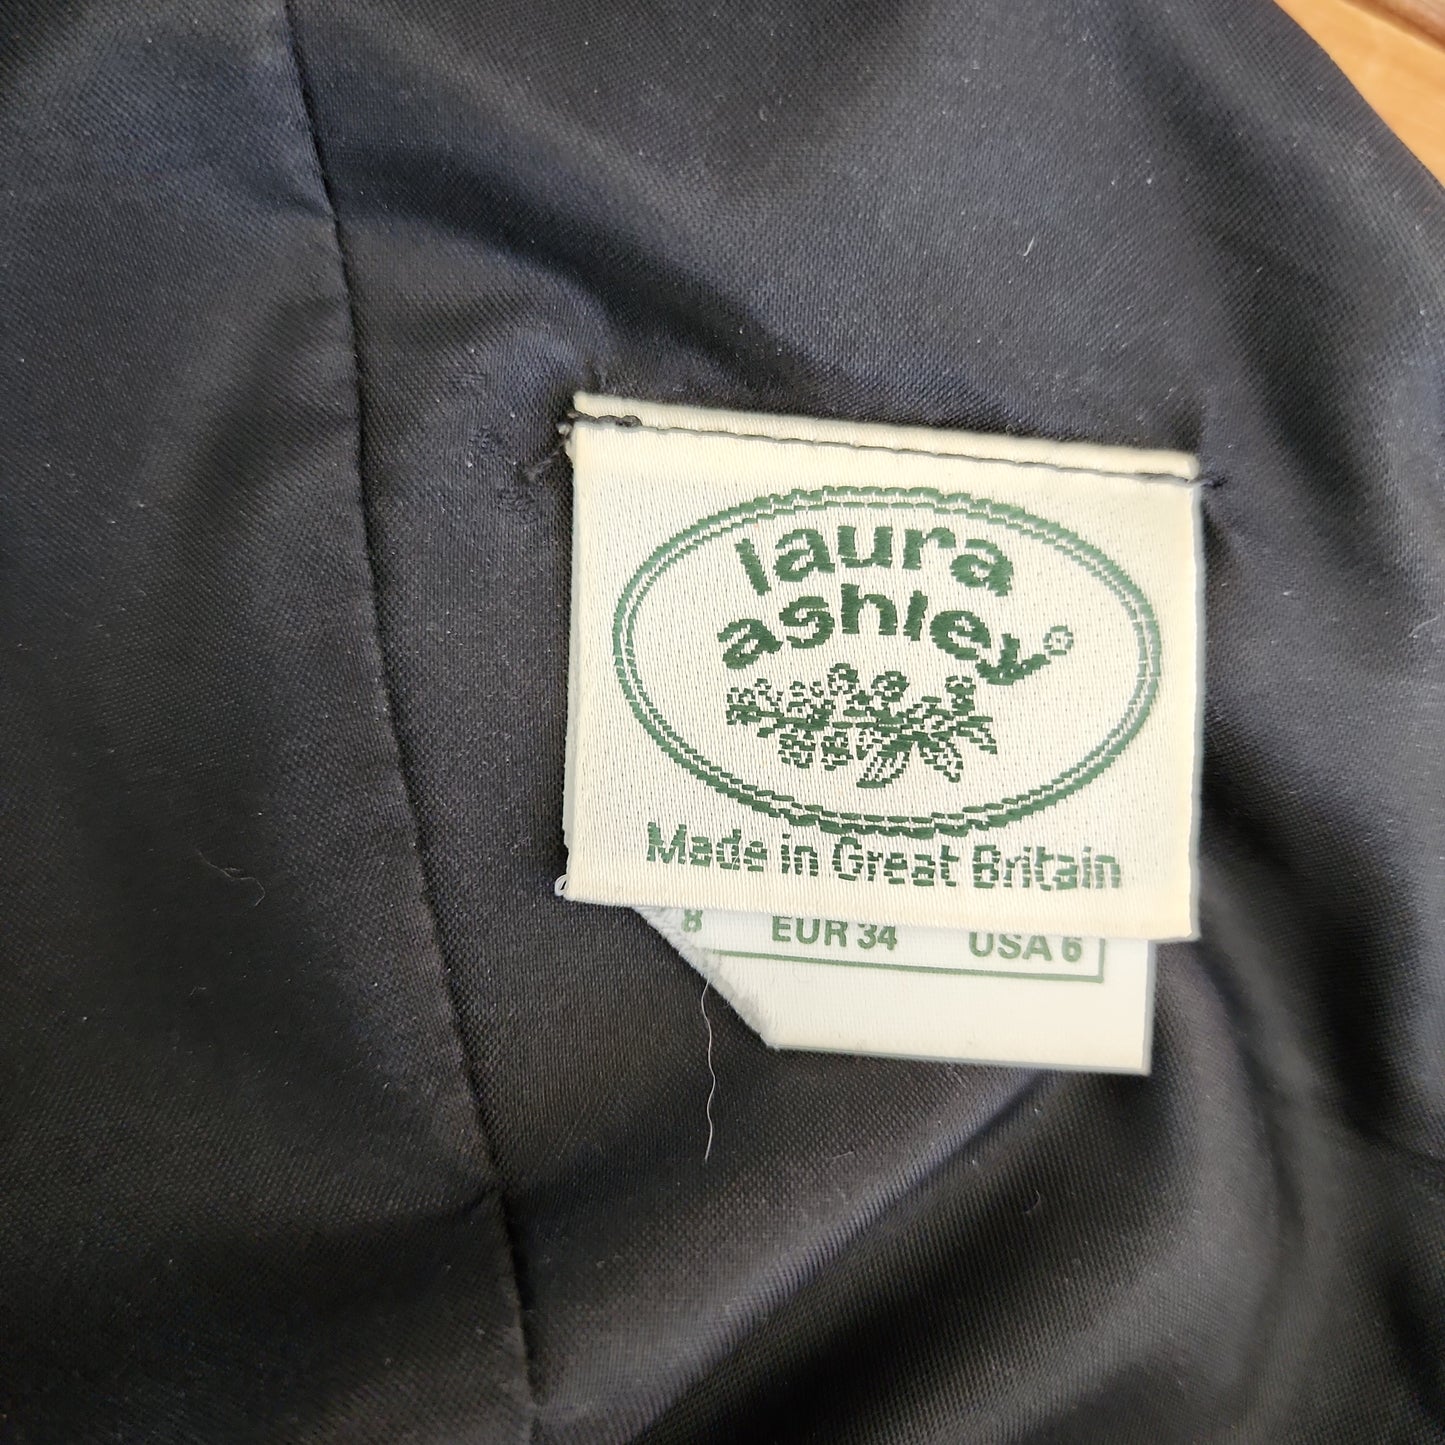 laura
ashley®
Made in Great Britain
8 EUR 34 USA 6